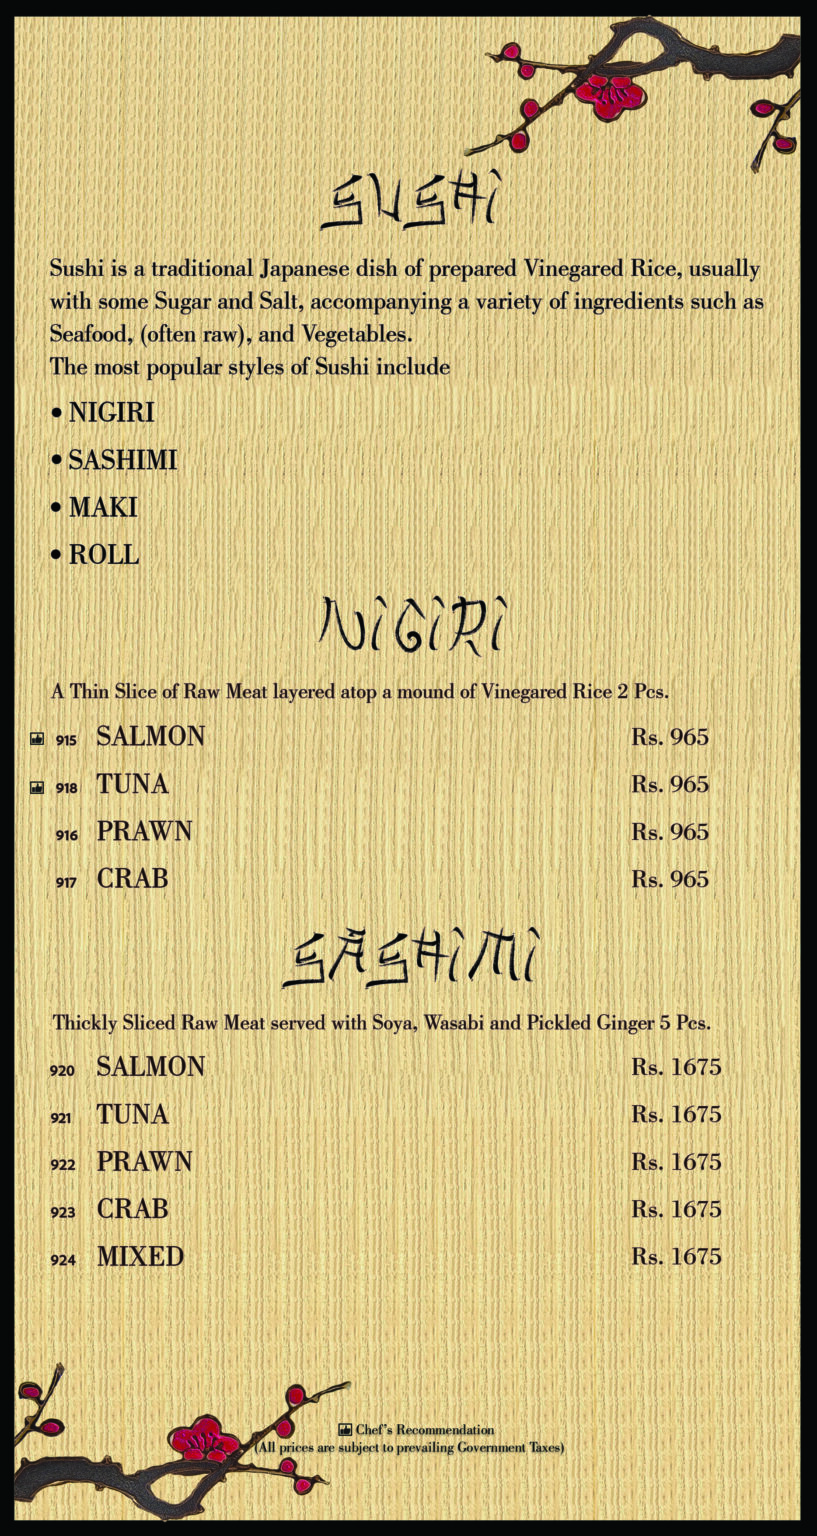 SUSHI
Sushi is a traditional Japanese dish of prepared Vinegared Rice, usually
with some Sugar and Salt, accompanying a variety of ingredients such as
Seafood, (often raw), and Vegetables.
The most popular styles of Sushi include
• NIGIRI
• SASHIMI
• MAKI
• ROLL
NIGIRI
A Thin Slice of Raw Meat layered atop a mound of Vinegared Rice 2 Pcs.
915 SALMON Rs. 965
918 TUNA Rs. 965
916 PRAWN Rs. 965
917 CRAB Rs. 965
SASHIMI
Thickly Sliced Raw Meat served with Soya, Wasabi and Pickled Ginger 5 Pcs.
920 SALMON Rs. 1675
921 TUNA Rs. 1675
922 PRAWN Rs. 1675
923 CRAB Rs. 1675
924 MIXED Rs. 1675
Chef's Recommendation
(All prices are subject to prevailing Government Taxes)